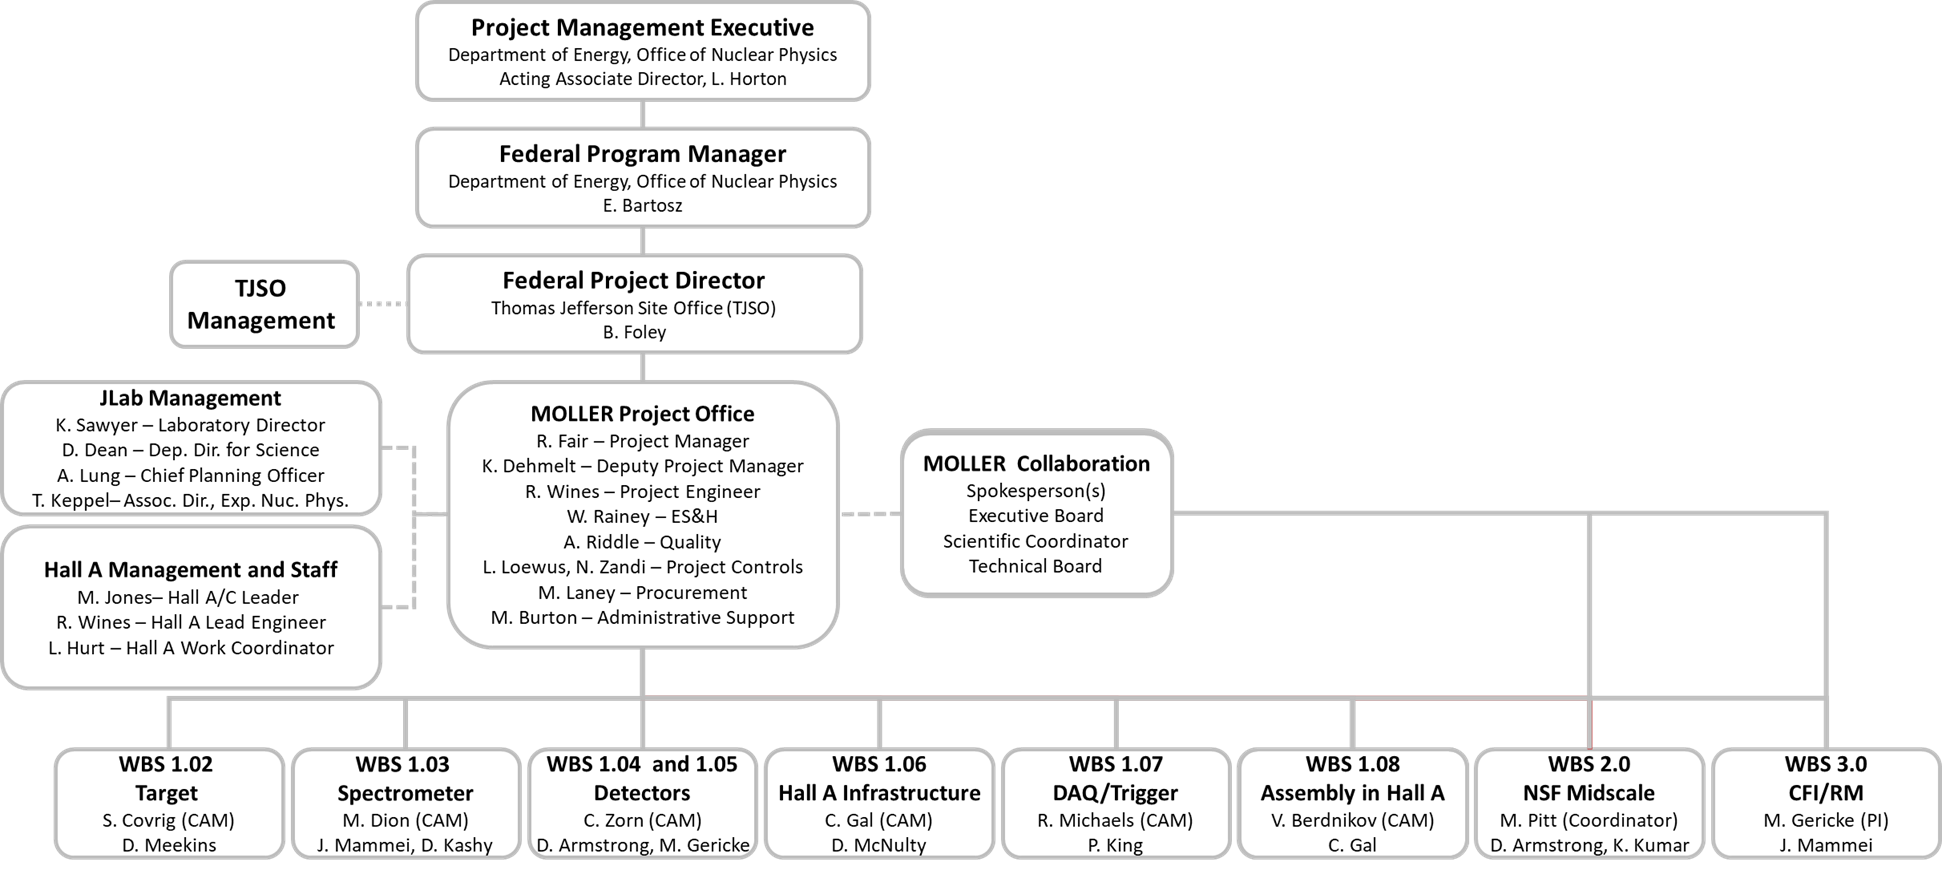 Project Management Executive
Department of Energy, Office of Nuclear Physics
Acting Associate Director, L. Horton
Federal Program Manager
Department of Energy, Office of Nuclear Physics
E. Bartosz
TJSO
Management
Federal Project Director
Thomas Jefferson Site Office (TJSO)
B. Foley
JLab Management
K. Sawyer – Laboratory Director
D. Dean – Dep. Dir. for Science
A. Lung – Chief Planning Officer
T. Keppel– Assoc. Dir., Exp. Nuc. Phys.
Hall A Management and Staff
M. Jones– Hall A/C Leader
R. Wines – Hall A Lead Engineer
L. Hurt – Hall A Work Coordinator
MOLLER Project Office
R. Fair – Project Manager
K. Dehmelt – Deputy Project Manager
R. Wines – Project Engineer
W. Rainey – ES&H
A. Riddle – Quality
L. Loewus, N. Zandi – Project Controls
M. Laney – Procurement
M. Burton – Administrative Support
MOLLER Collaboration
Spokesperson(s)
Executive Board
Scientific Coordinator
Technical Board
WBS 1.02
Target
S. Covrig (CAM)
D. Meekins
WBS 1.03
Spectrometer
M. Dion (CAM)
J. Mammei, D. Kashy
WBS 1.04 and 1.05
Detectors
C. Zorn (CAM)
D. Armstrong, M. Gericke
WBS 1.06
Hall A Infrastructure
C. Gal (CAM)
D. McNulty
WBS 1.07
DAQ/Trigger
R. Michaels (CAM)
P. King
WBS 1.08
Assembly in Hall A
V. Berdnikov (CAM)
C. Gal
WBS 2.0
NSF Midscale
M. Pitt (Coordinator)
D. Armstrong, K. Kumar
WBS 3.0
CFI/RM
M. Gericke (PI)
J. Mammei